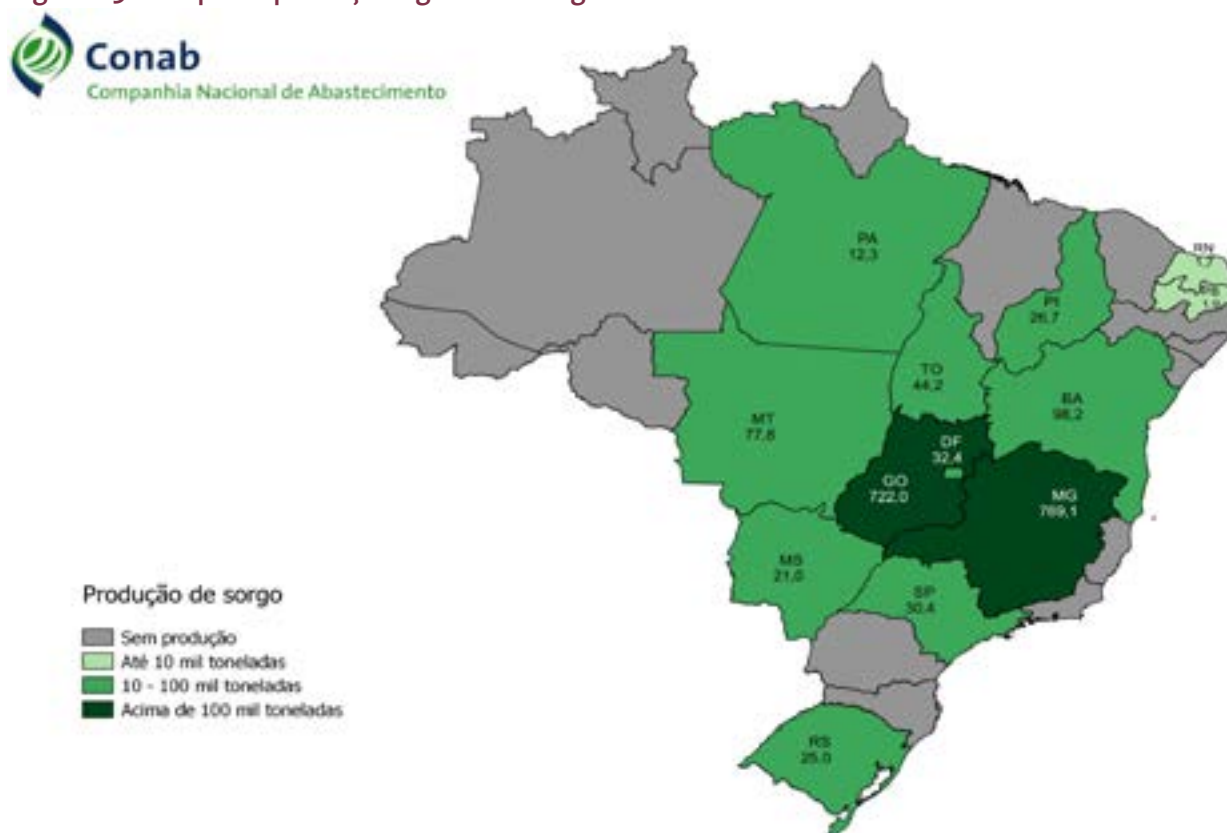 Conab
Companhia Nacional de Abastecimento
PA
12,3
RN
PI
26,7
TO
44,2
BA
98,2
MT
77,8
DF
32,4
GO
722,0
MG
769,1
MS
21,0
SP
30,4
RS
25,0
Produção de sorgo
Sem produção
Até 10 mil toneladas
10 - 100 mil toneladas
Acima de 100 mil toneladas